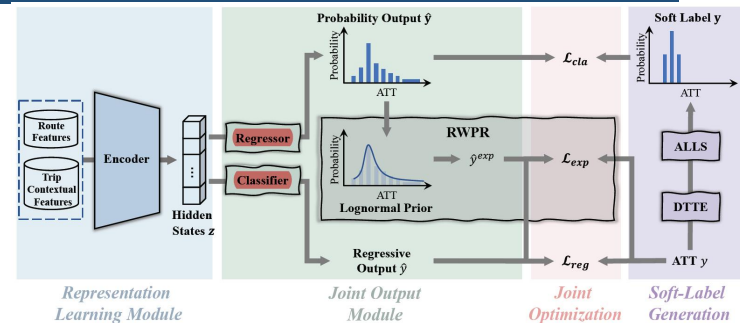 Probability Output ŷ
Soft Label y
Probability
ATT
Probability
ATT
ℒcla
Route
Features
Trip
Contextual
Features
Encoder
...
Hidden
States z
Regressor
Classifier
RWPR
Probability
ATT
Lognormal Prior
ŷexp
ℒexp
ALLS
DTTE
Regressive
Output ŷ
ℒreg
ATT y
Representation
Learning Module
Joint Output
Module
Joint
Optimization
Soft-Label
Generation